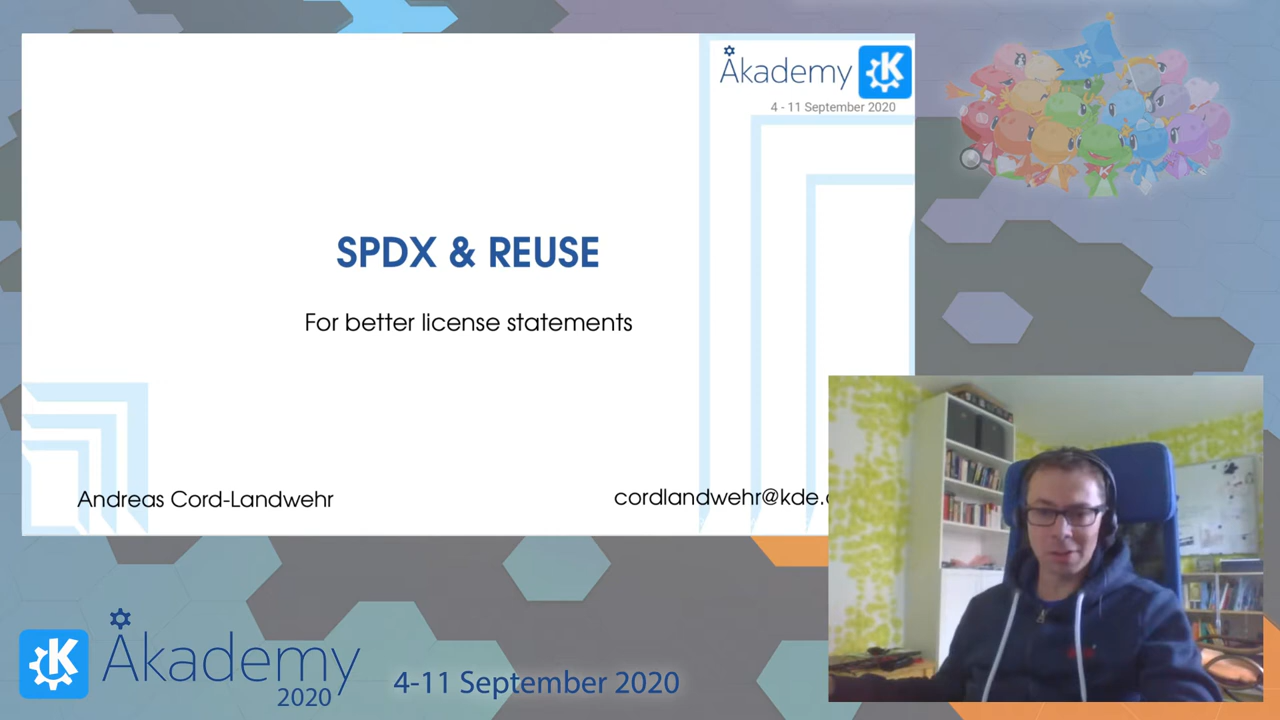 Akademy
4 - 11 September 2020
SPDX & REUSE
For better license statements
Andreas Cord-Landwehr
cordlandwehr@kde.
Akademy
2020
4-11 September 2020